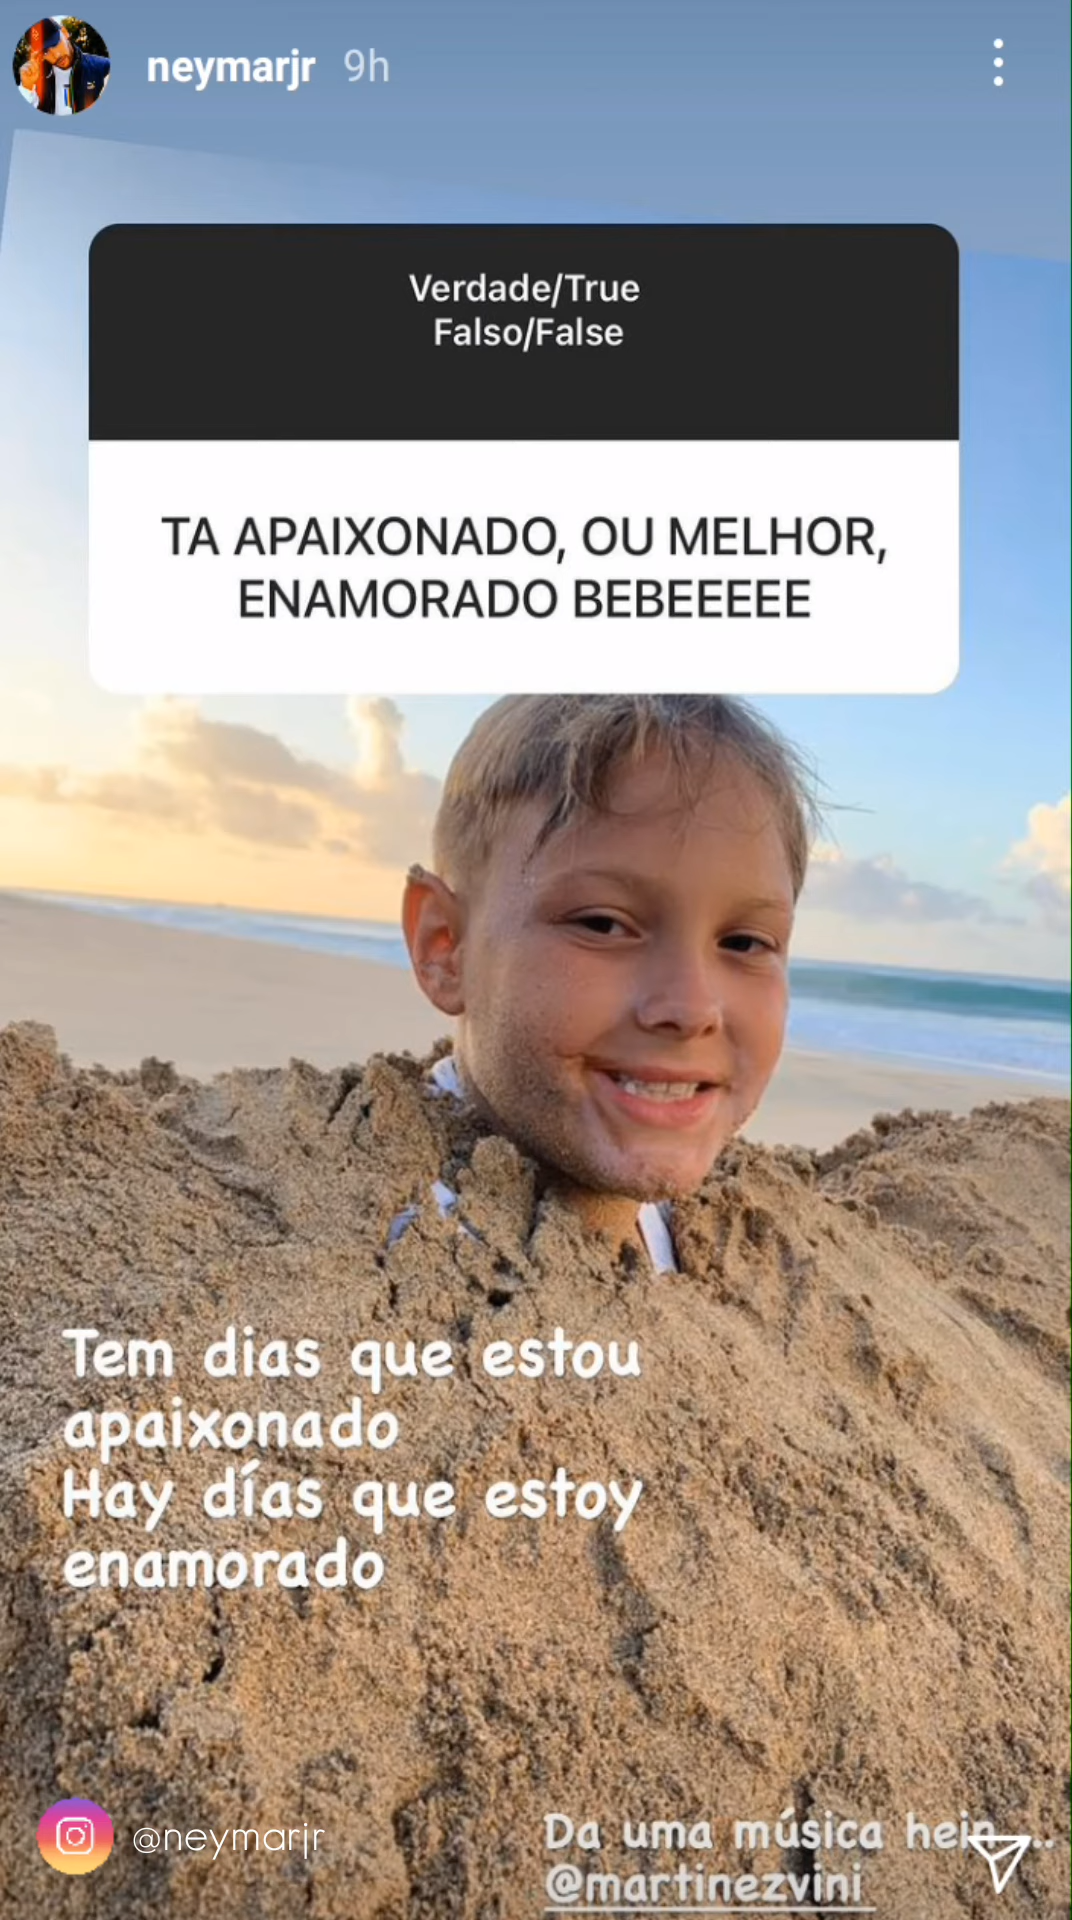 neymarjr 9h
Verdade/True
Falso/False
TA APAIXONADO, OU MELHOR,
ENAMORADO BEBEEEEE
Tem dias que estou
apaixonado
Hay días que estoy
enamorado
@neymarjr
Da uma música hein...
@martinezvini